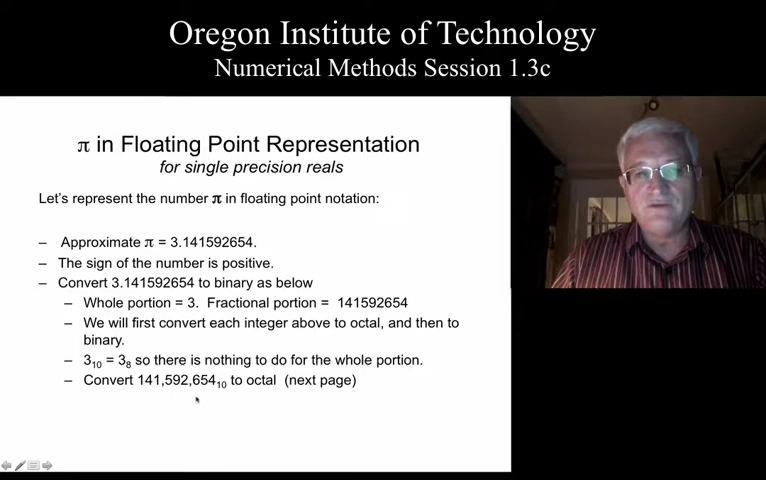 Oregon Institute of Technology
Numerical Methods Session 1.3c
π in Floating Point Representation
for single precision reals
Let's represent the number π in floating point notation:
– Approximate π = 3.141592654.
– The sign of the number is positive.
– Convert 3.141592654 to binary as below
– Whole portion = 3. Fractional portion = 141592654
– We will first convert each integer above to octal, and then to
binary.
– 3₁₀ = 3₈ so there is nothing to do for the whole portion.
– Convert 141,592,654₁₀ to octal (next page)